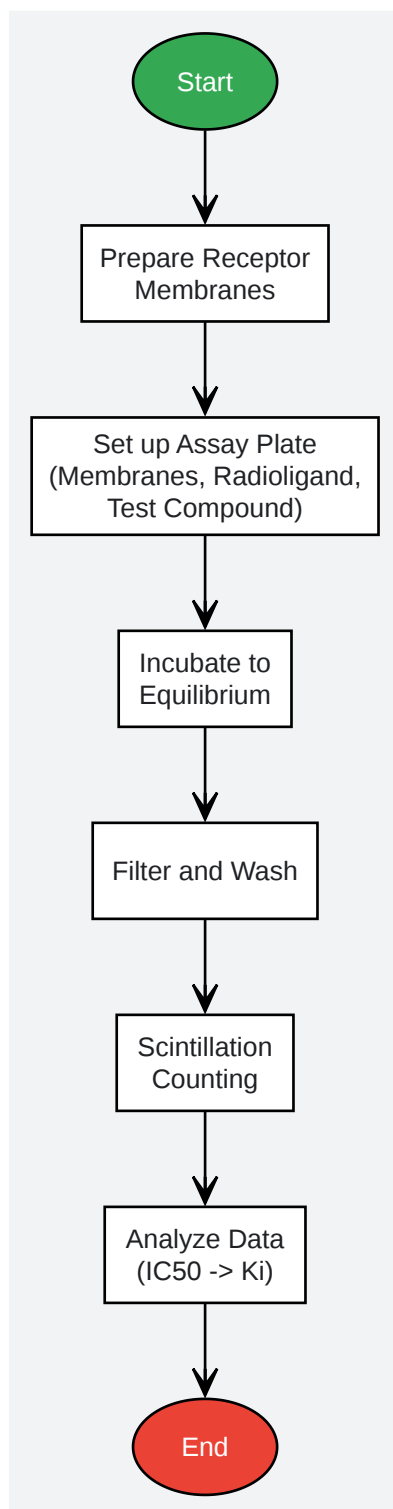 Start
Prepare Receptor
Membranes
Set up Assay Plate
(Membranes, Radioligand,
Test Compound)
Incubate to
Equilibrium
Filter and Wash
Scintillation
Counting
Analyze Data
(IC50 -> Ki)
End